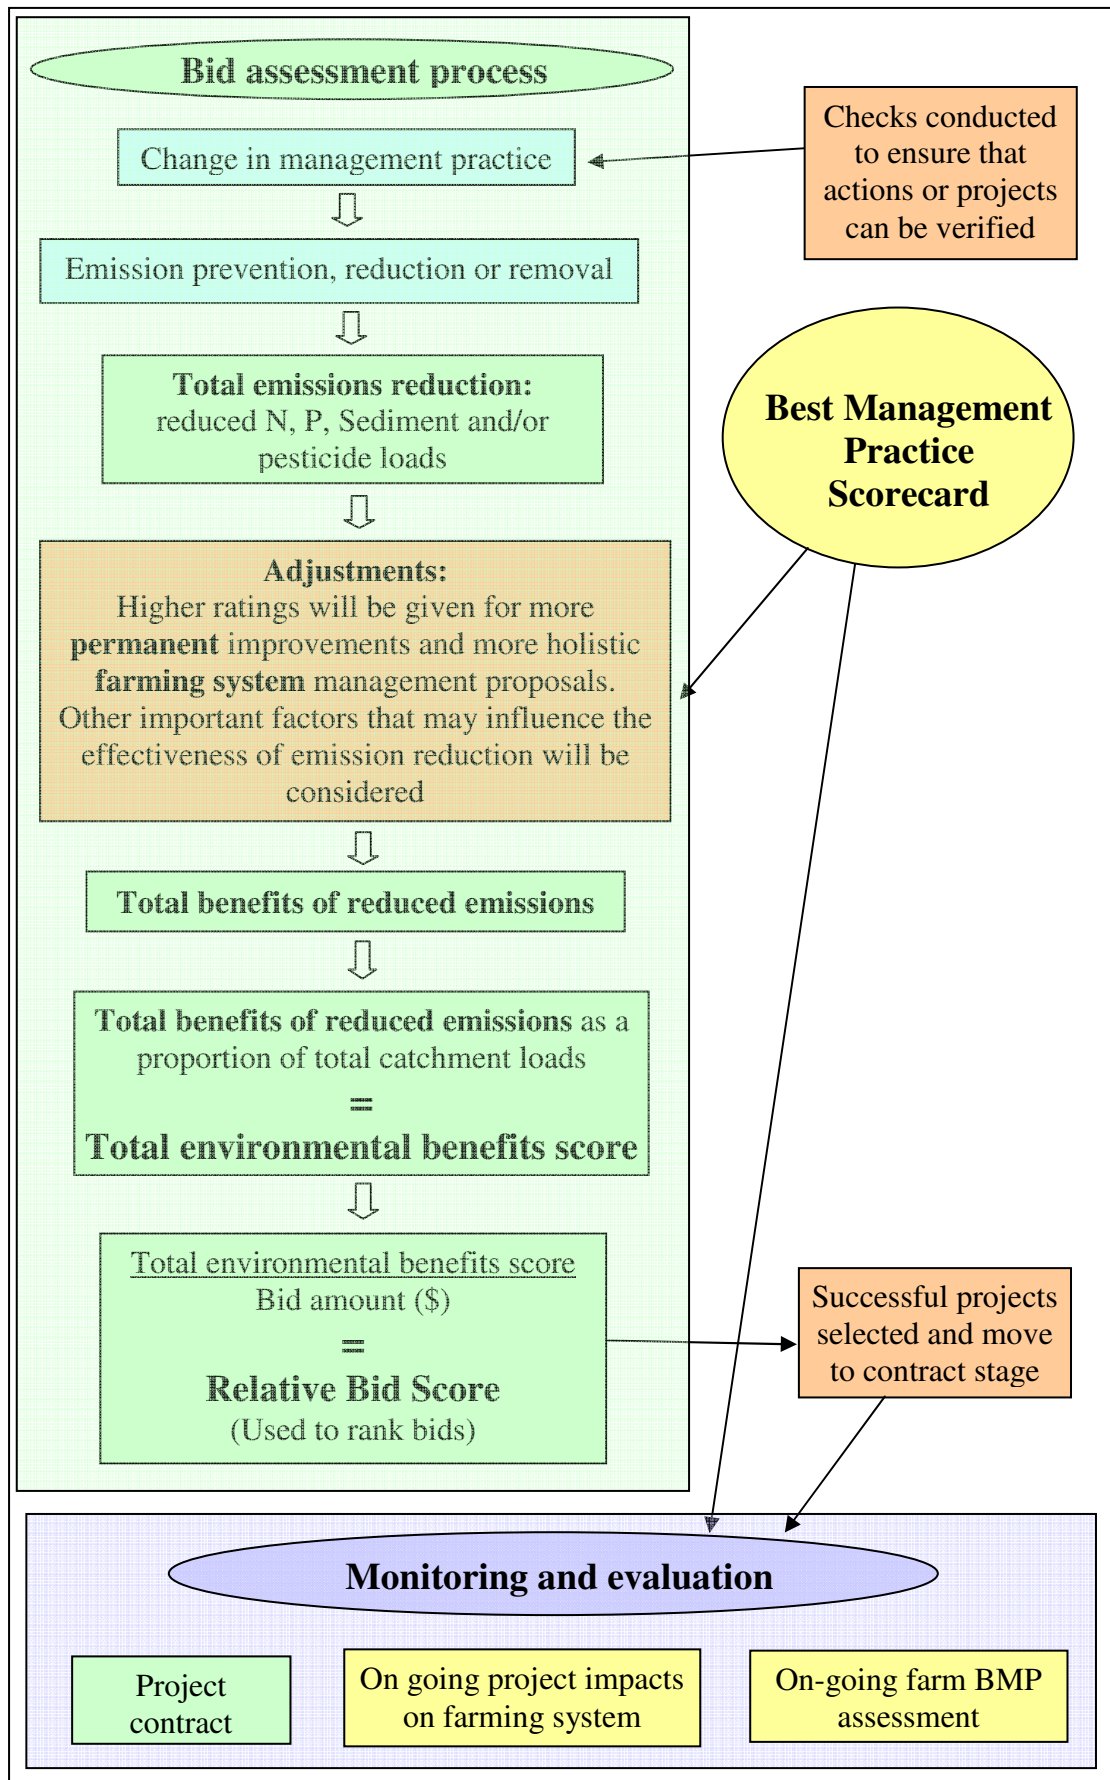 Bid assessment process
Change in management practice
Checks conducted
to ensure that
actions or projects
can be verified
Emission prevention, reduction or removal
Total emissions reduction:
reduced N, P, Sediment and/or
pesticide loads
Best Management
Practice
Scorecard
Adjustments:
Higher ratings will be given for more
permanent improvements and more holistic
farming system management proposals.
Other important factors that may influence the
effectiveness of emission reduction will be
considered
Total benefits of reduced emissions
Total benefits of reduced emissions as a
proportion of total catchment loads
=
Total environmental benefits score
Total environmental benefits score
Bid amount ($)
=
Relative Bid Score
(Used to rank bids)
Successful projects
selected and move
to contract stage
Monitoring and evaluation
Project
contract
On going project impacts
on farming system
On-going farm BMP
assessment